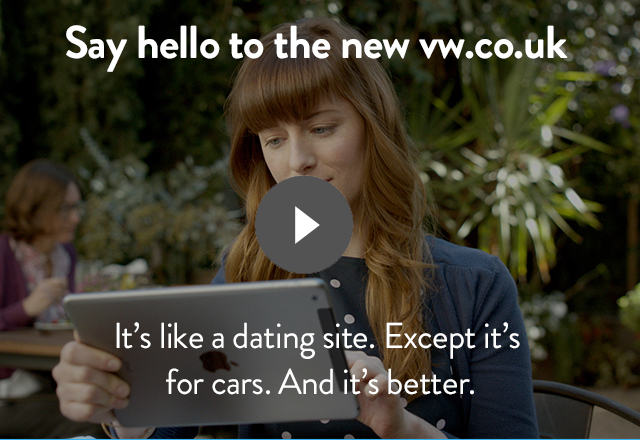 Say hello to the new vw.co.uk
It’s like a dating site. Except it’s
for cars. And it’s better.